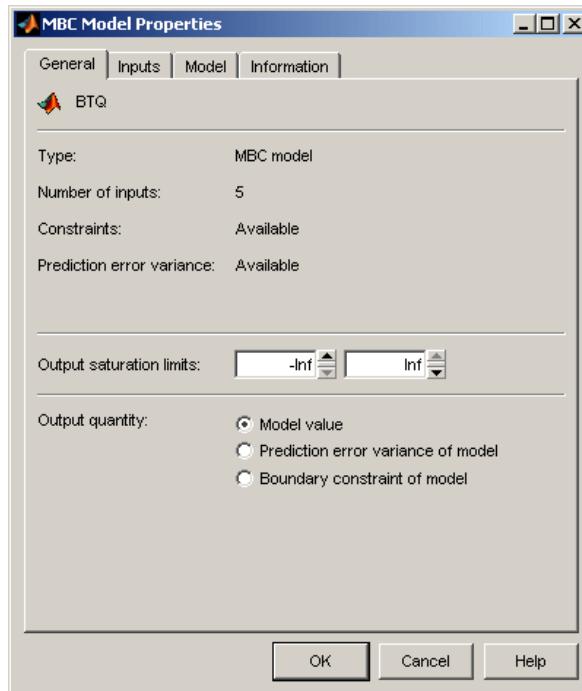 MBC Model Properties
General Inputs Model Information
BTQ
Type: MBC model
Number of inputs: 5
Constraints: Available
Prediction error variance: Available
Output saturation limits: -Inf Inf
Output quantity: Model value
Prediction error variance of model
Boundary constraint of model
OK Cancel Help